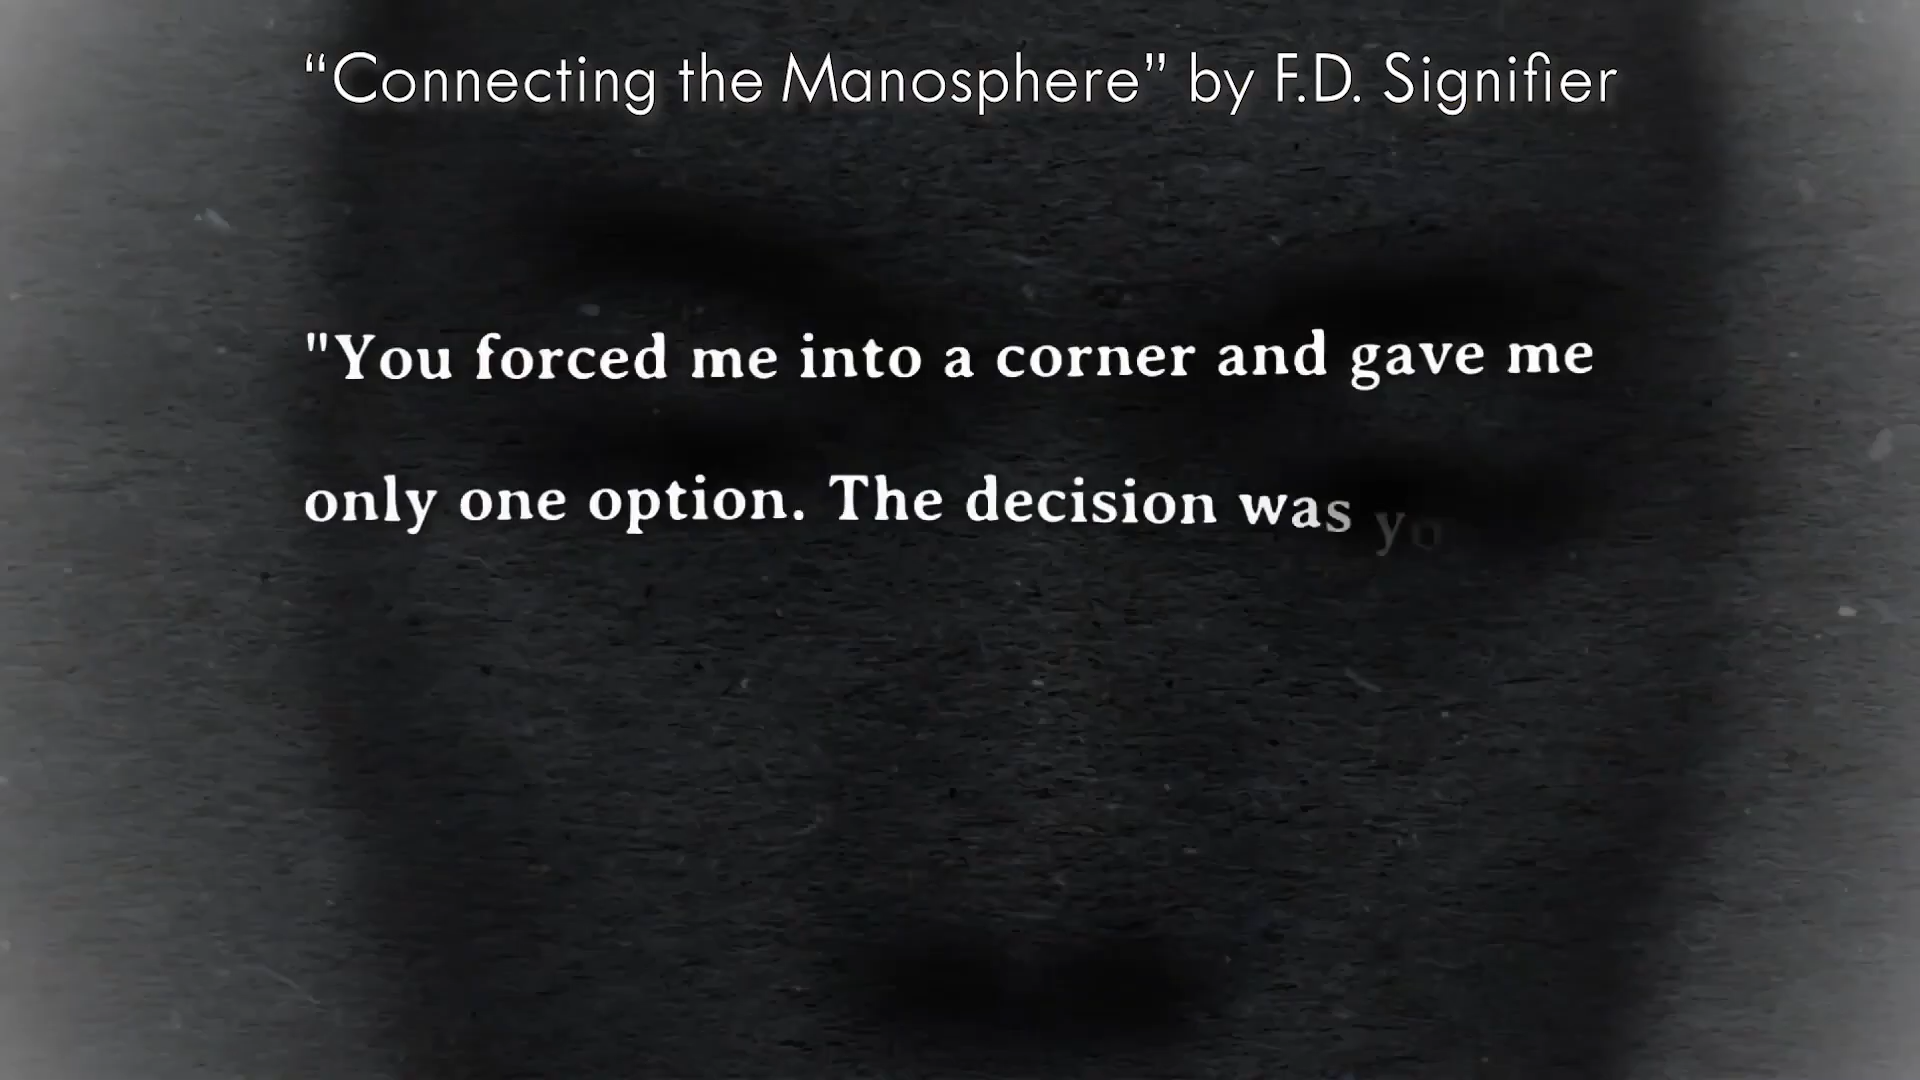 “Connecting the Manosphere” by F.D. Signifier
"You forced me into a corner and gave me
only one option. The decision was yo